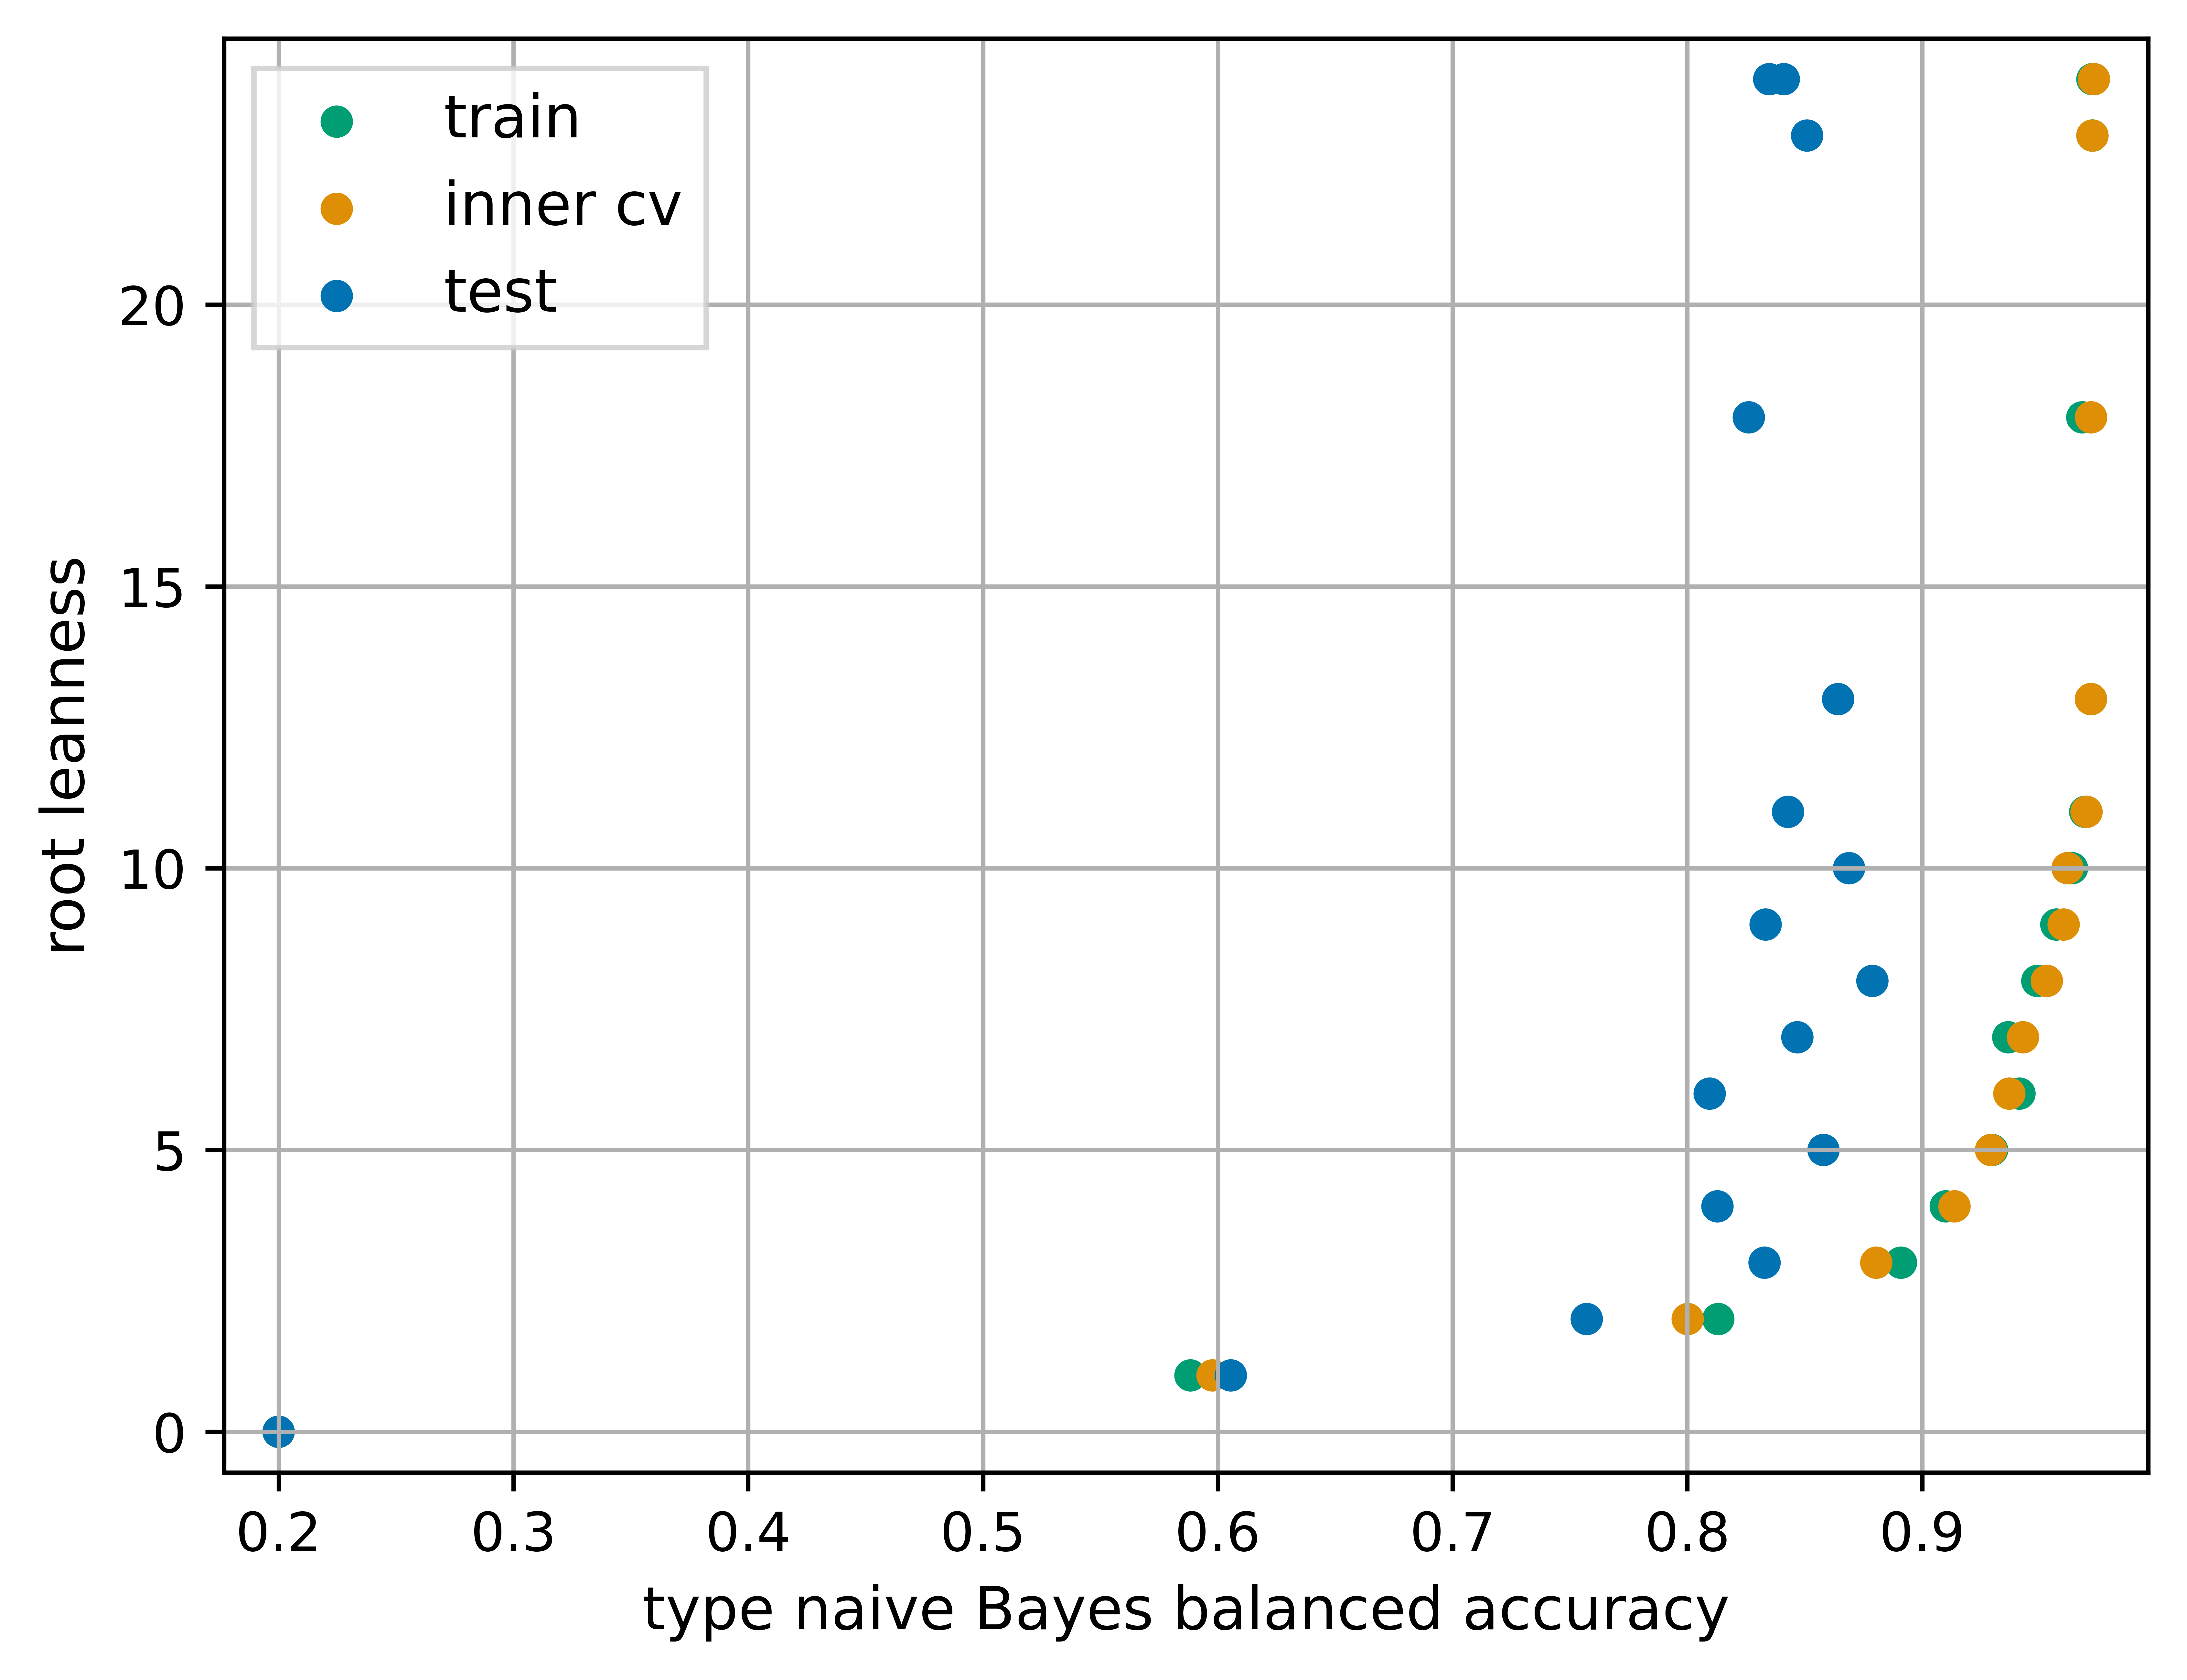 train
inner cv
test
20
15
10
5
0
root leanness
0.2 0.3 0.4 0.5 0.6 0.7 0.8 0.9
type naive Bayes balanced accuracy